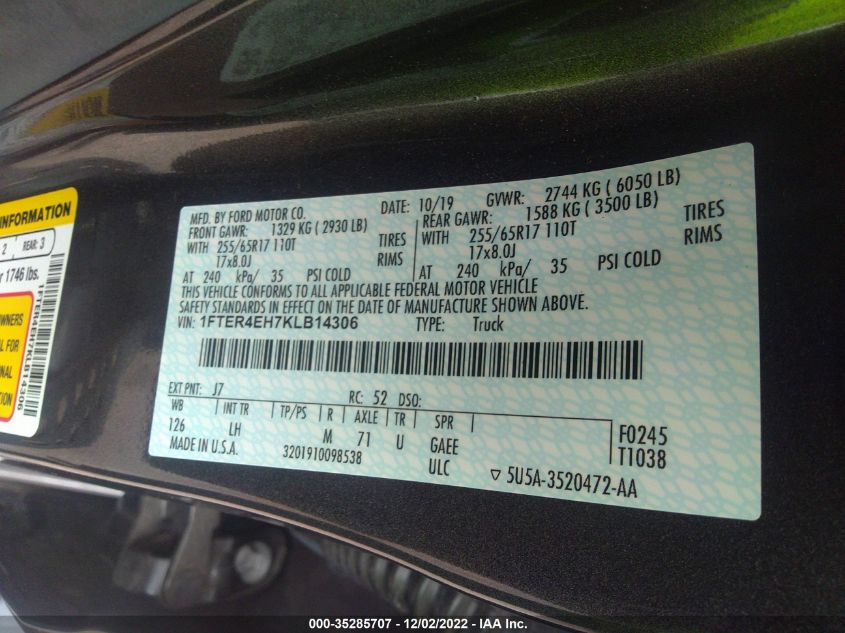 INFORMATION
2 REAR: 3
1746 lbs.
OWNERS
FOR
1FTER4EH7KLB14306
MFD. BY FORD MOTOR CO. DATE: 10/19 GVWR: 2744 KG ( 6050 LB)
FRONT GAWR: 1329 KG ( 2930 LB) REAR GAWR: 1588 KG ( 3500 LB)
WITH 255/65R17 110T TIRES WITH 255/65R17 110T TIRES
17x8.0J RIMS 17x8.0J RIMS
AT 240 kPa/ 35 PSI COLD AT 240 kPa/ 35 PSI COLD
THIS VEHICLE CONFORMS TO ALL APPLICABLE FEDERAL MOTOR VEHICLE
SAFETY STANDARDS IN EFFECT ON THE DATE OF MANUFACTURE SHOWN ABOVE.
VIN: 1FTER4EH7KLB14306 TYPE: Truck
EXT PNT: J7 RC: 52 DSO:
WB INT TR TP/PS R AXLE TR SPR
126 LH M 71 U GAEE F0245
MADE IN U.S.A. 3201910098538 ULC T1038
▽ 5U5A-3520472-AA
000-35285707 - 12/02/2022 - IAA Inc.